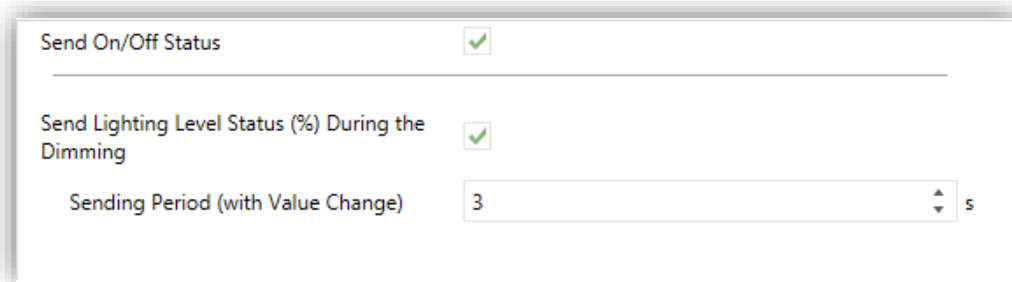 Send On/Off Status
Send Lighting Level Status (%) During the
Dimming
Sending Period (with Value Change) 3 s